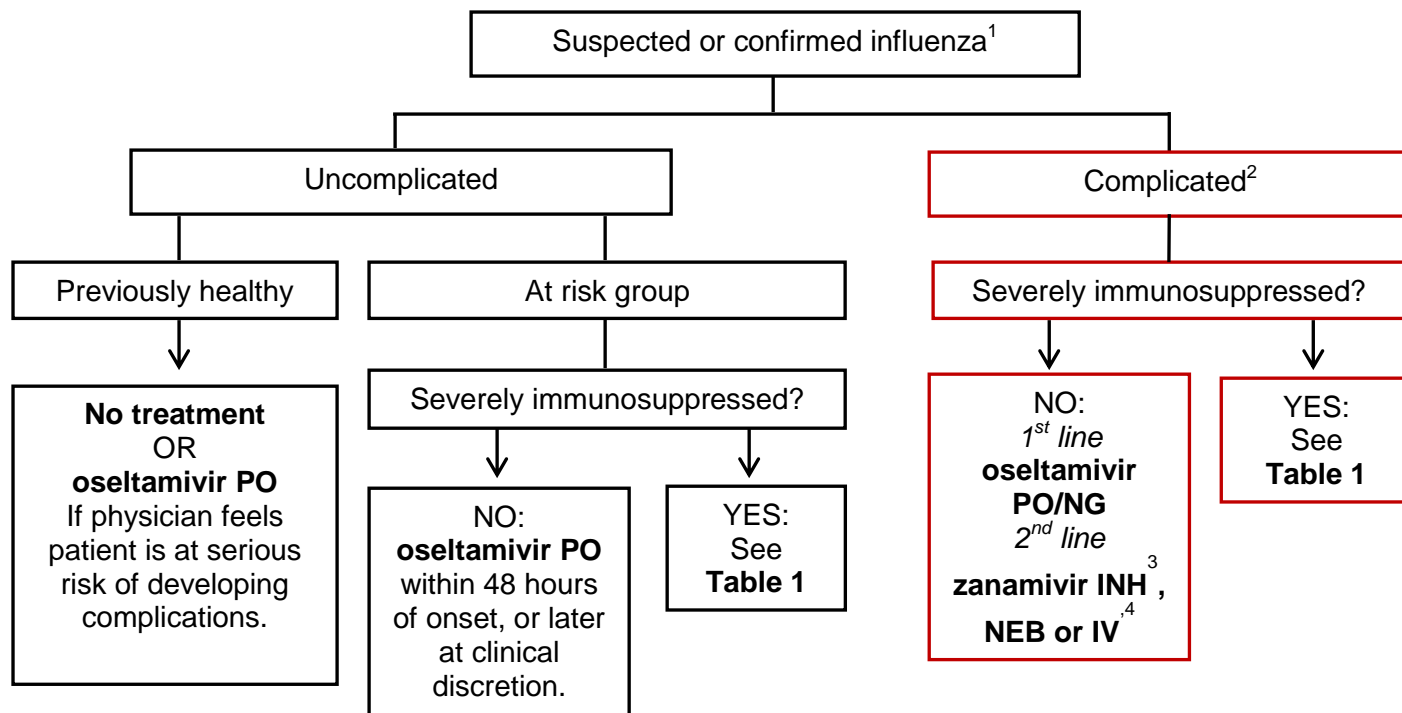 Suspected or confirmed influenza¹
Uncomplicated
Complicated²
Previously healthy
At risk group
Severely immunosuppressed?
No treatment
OR
oseltamivir PO
If physician feels
patient is at serious
risk of developing
complications.
Severely immunosuppressed?
NO:
oseltamivir PO
within 48 hours
of onset, or later
at clinical
discretion.
YES:
See
Table 1
NO:
1st line
oseltamivir
PO/NG
2nd line
zanamivir INH³,
NEB or IV,⁴
YES:
See
Table 1